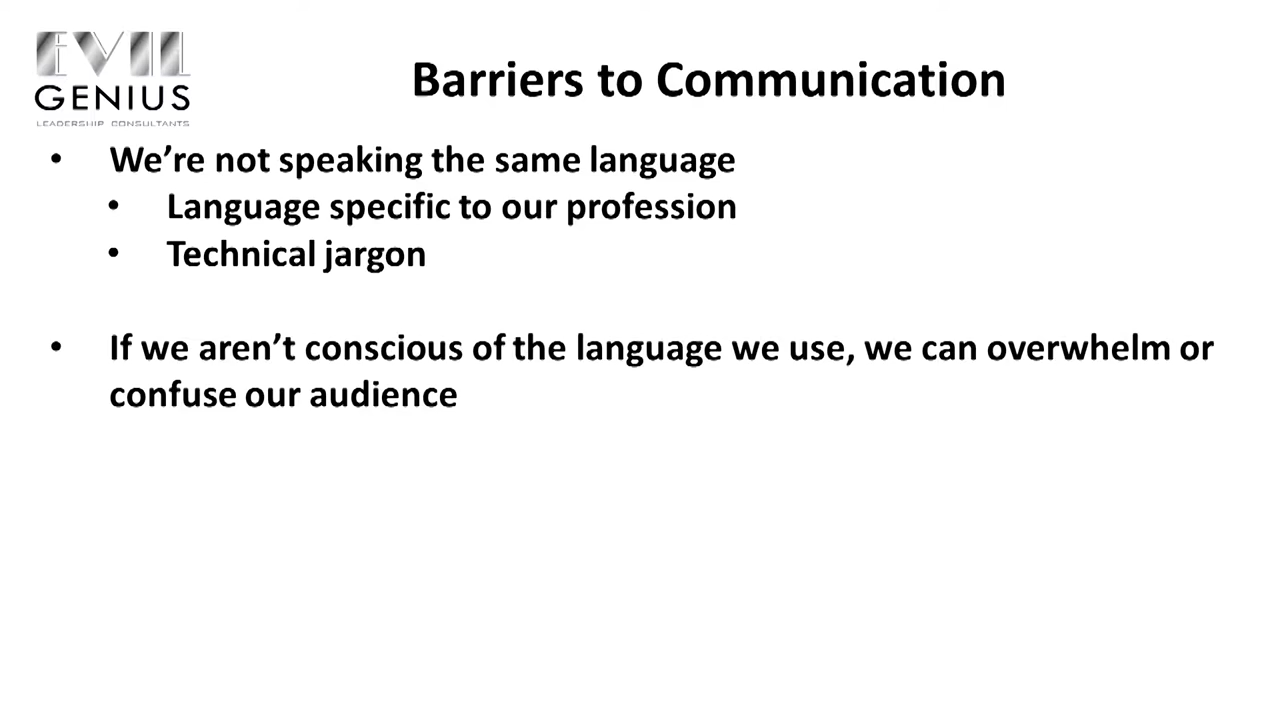 EVIL
GENIUS
LEADERSHIP CONSULTANTS
Barriers to Communication
• We’re not speaking the same language
• Language specific to our profession
• Technical jargon
• If we aren’t conscious of the language we use, we can overwhelm or
confuse our audience